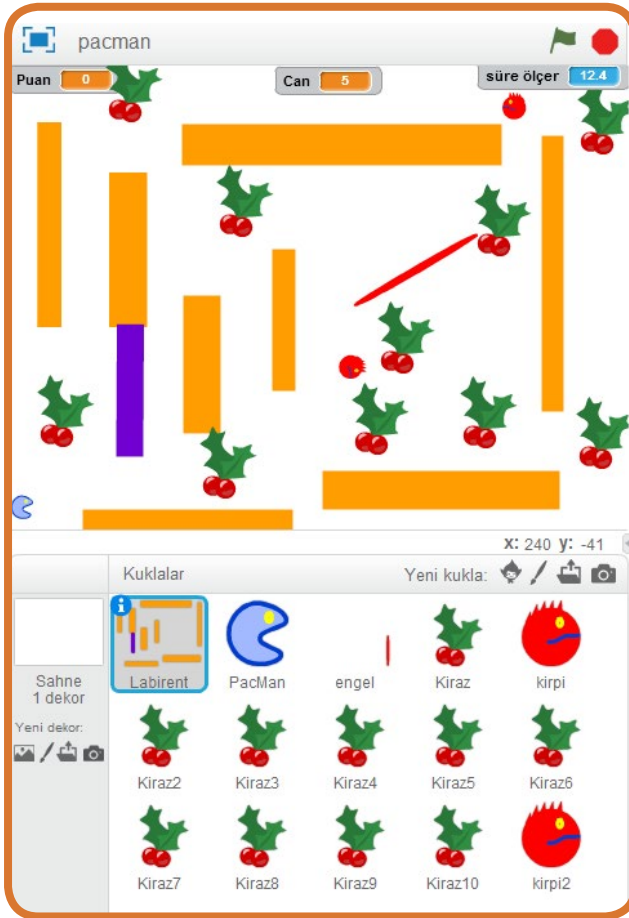 pacman
Puan 0 Can 5 süre ölçer 12.4
x: 240 y: -41
Kuklalar Yeni kukla:
Sahne
1 dekor
Yeni dekor:
Labirent PacMan engel Kiraz kirpi
Kiraz2 Kiraz3 Kiraz4 Kiraz5 Kiraz6
Kiraz7 Kiraz8 Kiraz9 Kiraz10 kirpi2